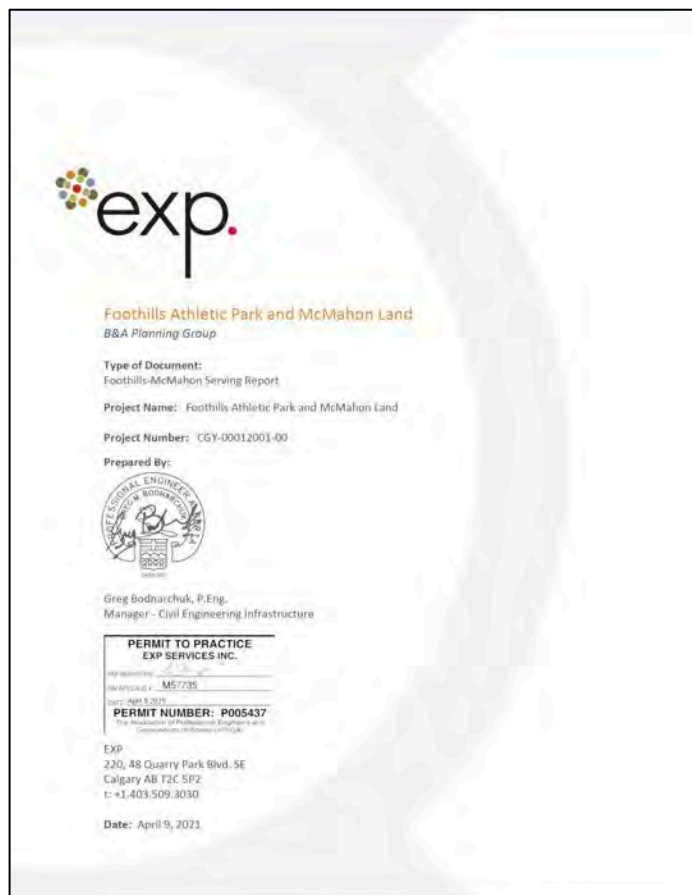 exp.
Foothills Athletic Park and McMahon Land
B&A Planning Group
Type of Document:
Foothills-McMahon Serving Report
Project Name: Foothills Athletic Park and McMahon Land
Project Number: CGY-00012001-00
Prepared By:
PROFESSIONAL ENGINEER
BODNARCHUK
Greg Bodnarchuk, P.Eng.
Manager - Civil Engineering Infrastructure
PERMIT TO PRACTICE
EXP SERVICES INC.
PERMIT NUMBER: P005437
EXP
220, 48 Quarry Park Blvd. SE
Calgary AB T2C 5P2
t: +1.403.509.3030
Date: April 9, 2021